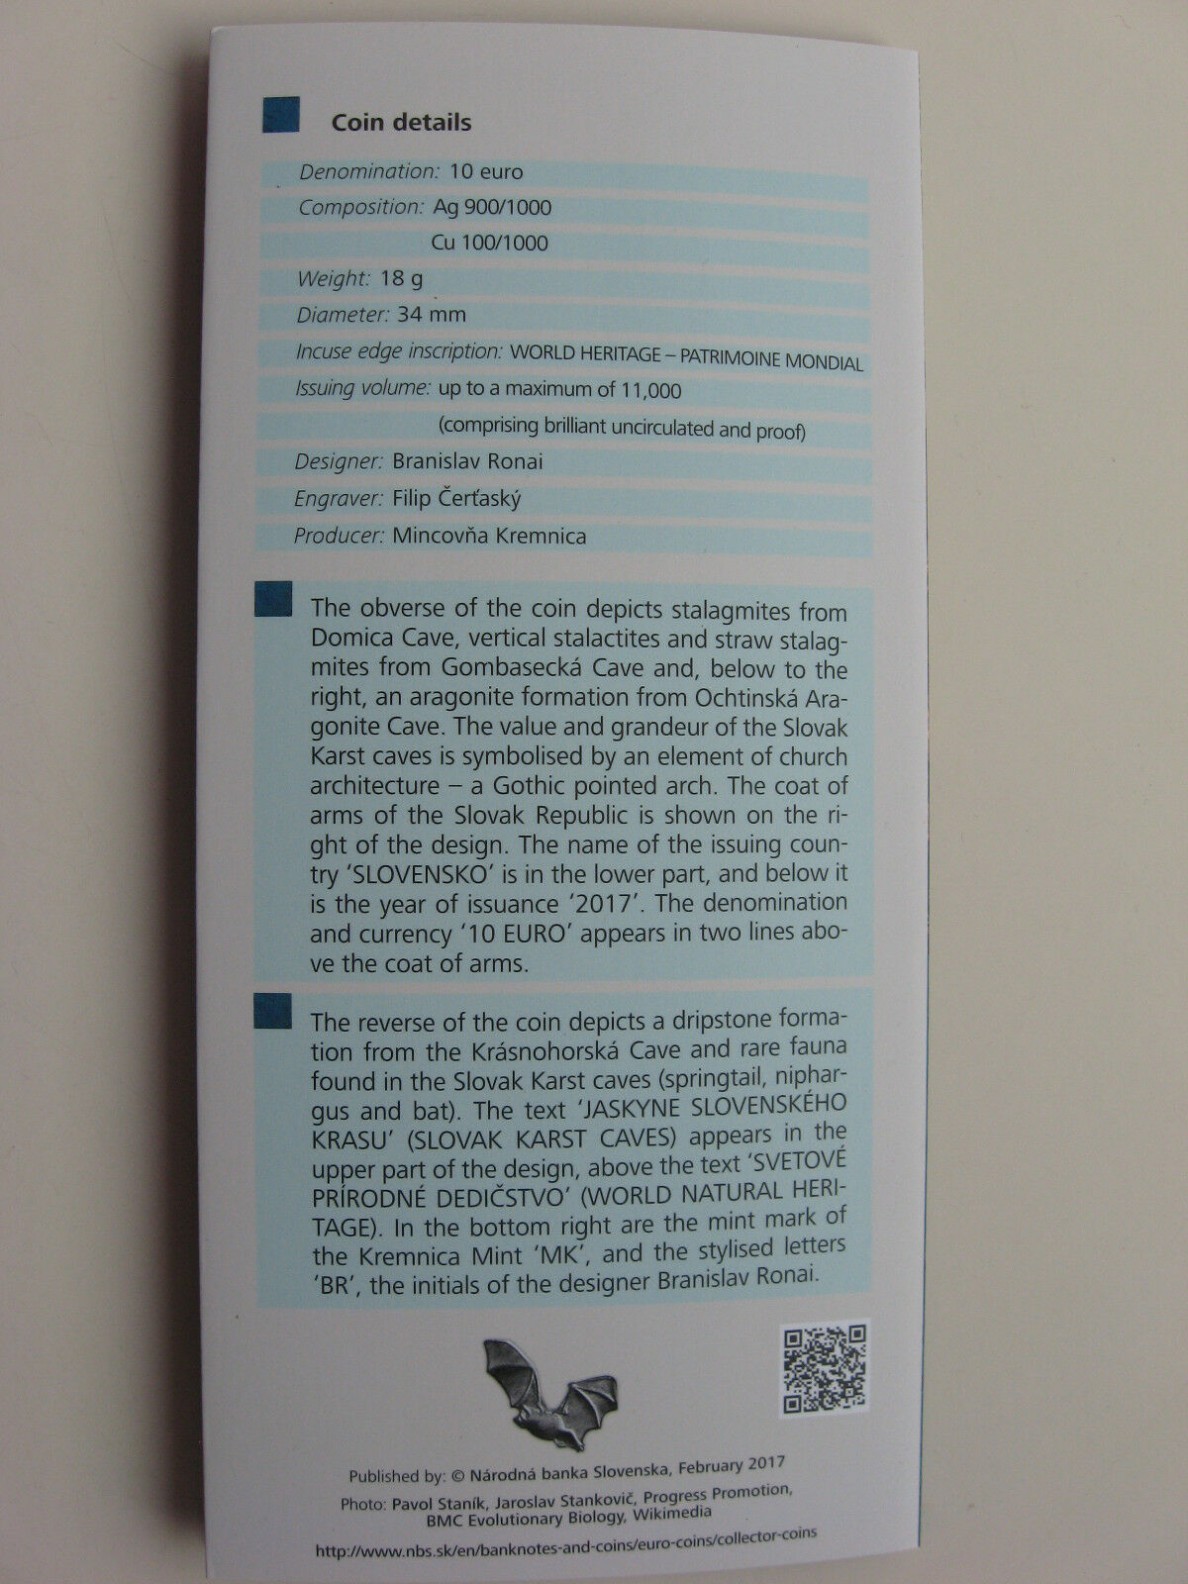 Coin details
Denomination: 10 euro
Composition: Ag 900/1000
Cu 100/1000
Weight: 18 g
Diameter: 34 mm
Incuse edge inscription: WORLD HERITAGE – PATRIMOINE MONDIAL
Issuing volume: up to a maximum of 11,000
(comprising brilliant uncirculated and proof)
Designer: Branislav Ronai
Engraver: Filip Čerťaský
Producer: Mincovňa Kremnica
The obverse of the coin depicts stalagmites from
Domica Cave, vertical stalactites and straw stalag-
mites from Gombasecká Cave and, below to the
right, an aragonite formation from Ochtinská Ara-
gonite Cave. The value and grandeur of the Slovak
Karst caves is symbolised by an element of church
architecture – a Gothic pointed arch. The coat of
arms of the Slovak Republic is shown on the ri-
ght of the design. The name of the issuing coun-
try ‘SLOVENSKO’ is in the lower part, and below it
is the year of issuance ‘2017’. The denomination
and currency ‘10 EURO’ appears in two lines abo-
ve the coat of arms.
The reverse of the coin depicts a dripstone forma-
tion from the Krásnohorská Cave and rare fauna
found in the Slovak Karst caves (springtail, niphar-
gus and bat). The text ‘JASKYNE SLOVENSKÉHO
KRASU’ (SLOVAK KARST CAVES) appears in the
upper part of the design, above the text ‘SVETOVÉ
PRÍRODNÉ DEDIČSTVO’ (WORLD NATURAL HERI-
TAGE). In the bottom right are the mint mark of
the Kremnica Mint ‘MK’, and the stylised letters
‘BR’, the initials of the designer Branislav Ronai.
Published by: © Národná banka Slovenska, February 2017
Photo: Pavol Staník, Jaroslav Stankovič, Progress Promotion,
BMC Evolutionary Biology, Wikimedia
http://www.nbs.sk/en/banknotes-and-coins/euro-coins/collector-coins